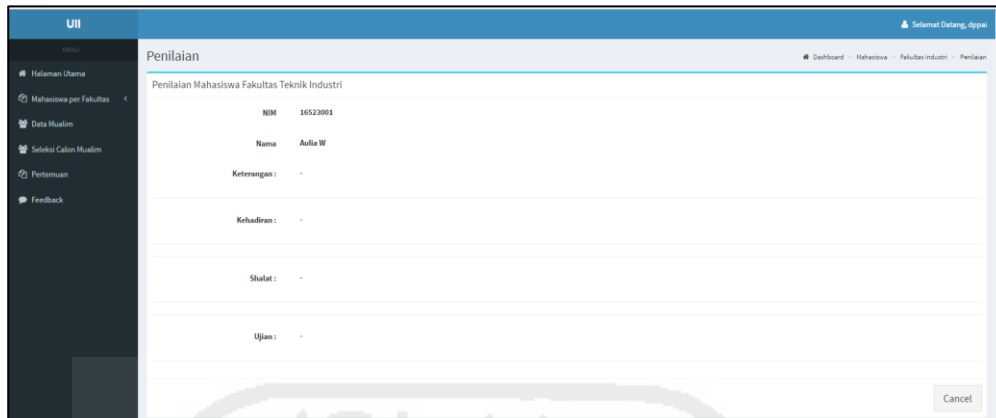 UII
Selamat Datang, dppai
MENU
Halaman Utama
Mahasiswa per Fakultas <
Data Mualim
Seleksi Calon Mualim
Pertemuan
Feedback
Penilaian
Dashboard > Mahasiswa > Fakultas Industri > Penilaian
Penilaian Mahasiswa Fakultas Teknik Industri
NIM 16523001
Nama Aulia W
Keterangan : -
Kehadiran : -
Shalat : -
Ujian : -
Cancel